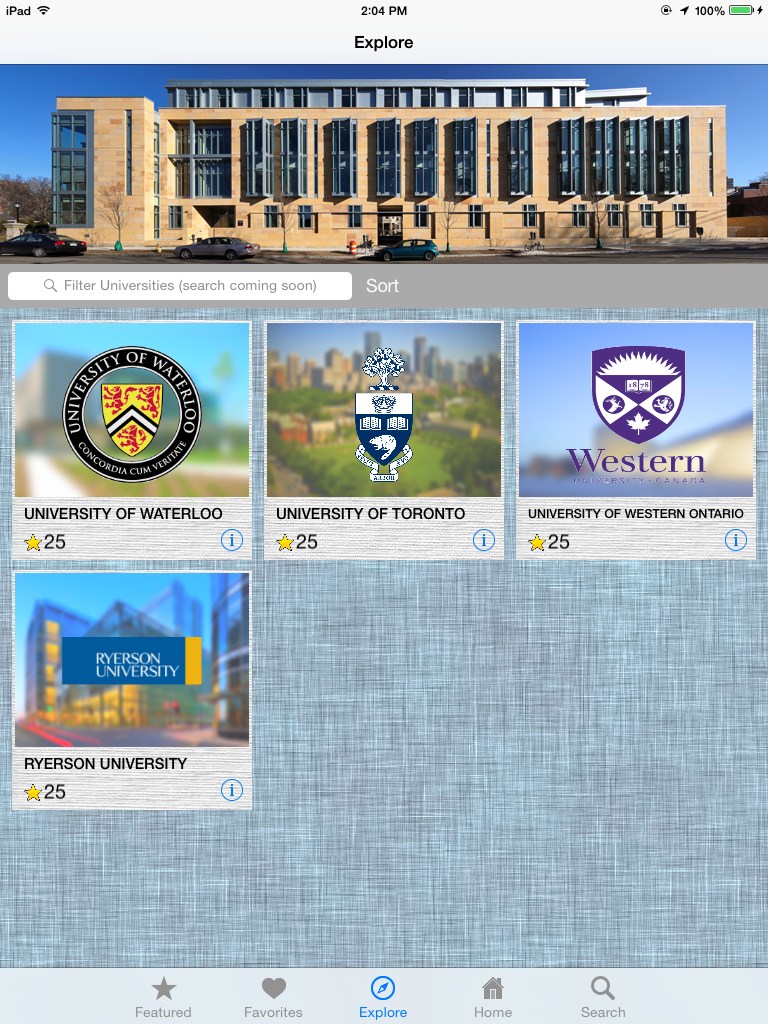 iPad 2:04 PM 100%
Explore
Filter Universities (search coming soon) Sort
UNIVERSITY OF WATERLOO
CONCORDIA CUM VERITATE
1878
Western
UNIVERSITY · CANADA
UNIVERSITY OF WATERLOO
25
UNIVERSITY OF TORONTO
25
UNIVERSITY OF WESTERN ONTARIO
25
RYERSON
UNIVERSITY
RYERSON UNIVERSITY
25
Featured Favorites Explore Home Search